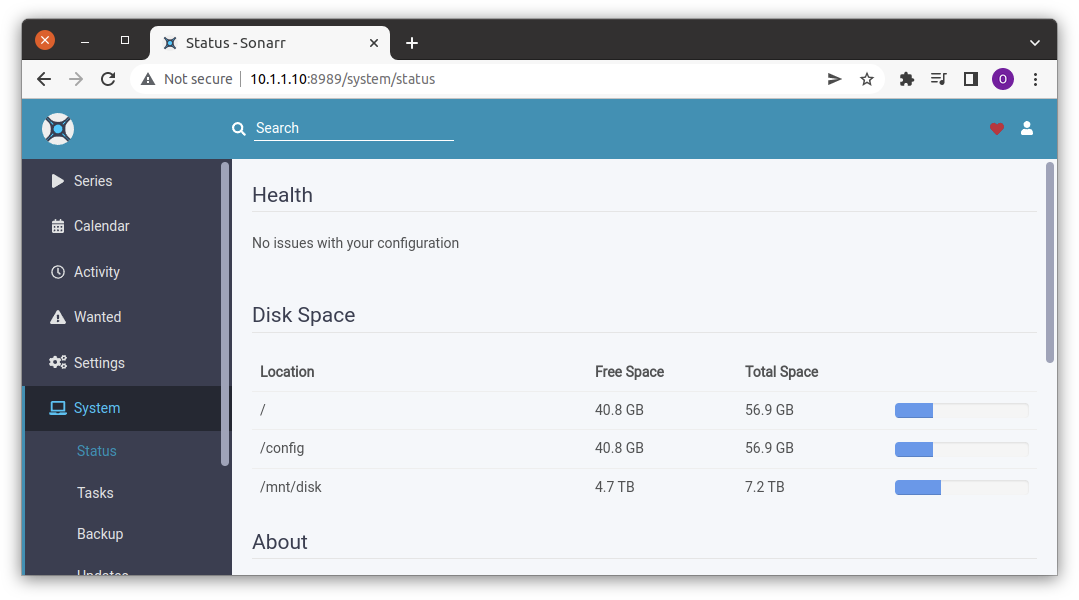 Status - Sonarr
Not secure 10.1.1.10:8989/system/status
O
Search
Series
Calendar
Activity
Wanted
Settings
System
Status
Tasks
Backup
Updates
Health
No issues with your configuration
Disk Space
Location Free Space Total Space
/ 40.8 GB 56.9 GB
/config 40.8 GB 56.9 GB
/mnt/disk 4.7 TB 7.2 TB
About